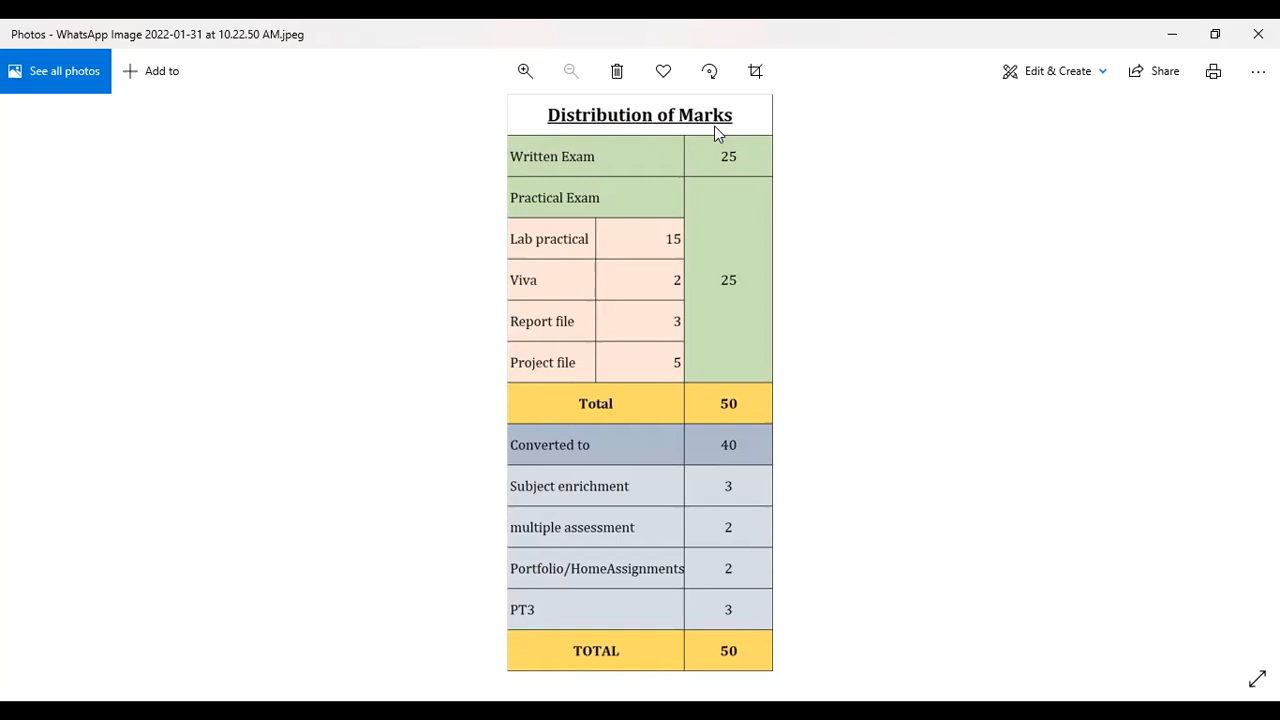 Photos - WhatsApp Image 2022-01-31 at 10.22.50 AM.jpeg
See all photos
Add to
Edit & Create
Share
Distribution of Marks
Written Exam 25
Practical Exam
Lab practical 15
Viva 2
25
Report file 3
Project file 5
Total 50
Converted to 40
Subject enrichment 3
multiple assessment 2
Portfolio/HomeAssignments 2
PT3 3
TOTAL 50